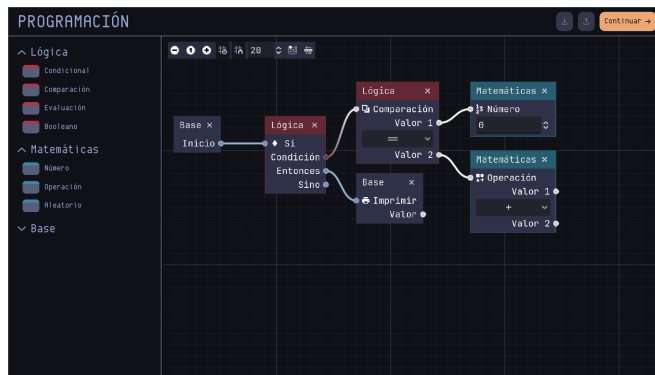 PROGRAMACIÓN
Continuar →
Lógica
Condicional
Comparación
Evaluación
Booleano
Matemáticas
Número
Operación
Aleatorio
Base
20
Base ×
Inicio
Lógica ×
Si
Condición
Entonces
Sino
Lógica ×
Comparación
Valor 1
==
Valor 2
Base ×
Imprimir
Valor
Matemáticas ×
Número
0
Matemáticas ×
Operación
Valor 1
+
Valor 2